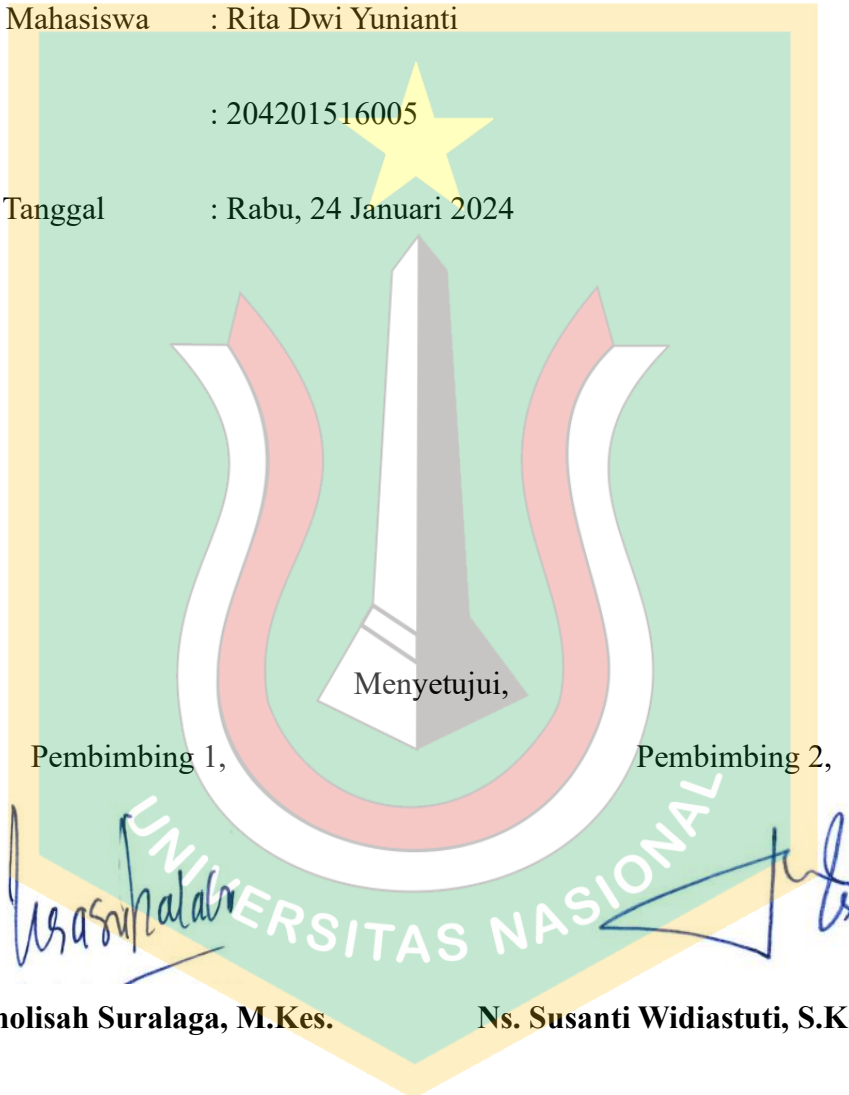 Mahasiswa : Rita Dwi Yunianti
: 204201516005
Tanggal : Rabu, 24 Januari 2024
Menyetujui,
Pembimbing 1, Pembimbing 2,
UNIVERSITAS NASIONAL
holisah Suralaga, M.Kes. Ns. Susanti Widiastuti, S.K